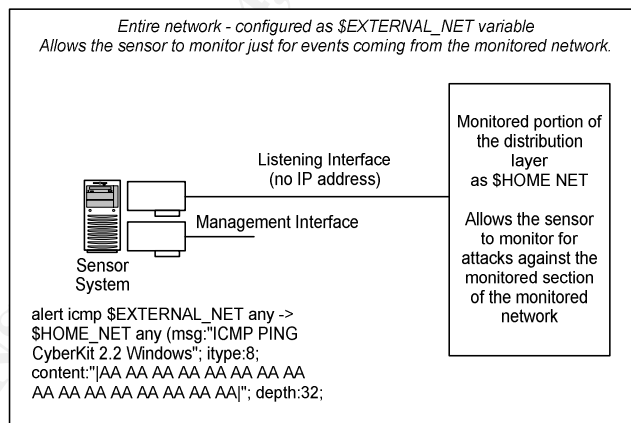 Entire network - configured as $EXTERNAL_NET variable
Allows the sensor to monitor just for events coming from the monitored network.
Monitored portion of
the distribution
layer
as $HOME NET
Allows the sensor
to monitor for
attacks against the
monitored section
of the monitored
network
Listening Interface
(no IP address)
Management Interface
Sensor
System
alert icmp $EXTERNAL_NET any ->
$HOME_NET any (msg:"ICMP PING
CyberKit 2.2 Windows"; itype:8;
content:"|AA AA AA AA AA AA AA AA
AA AA AA AA AA AA AA AA|"; depth:32;